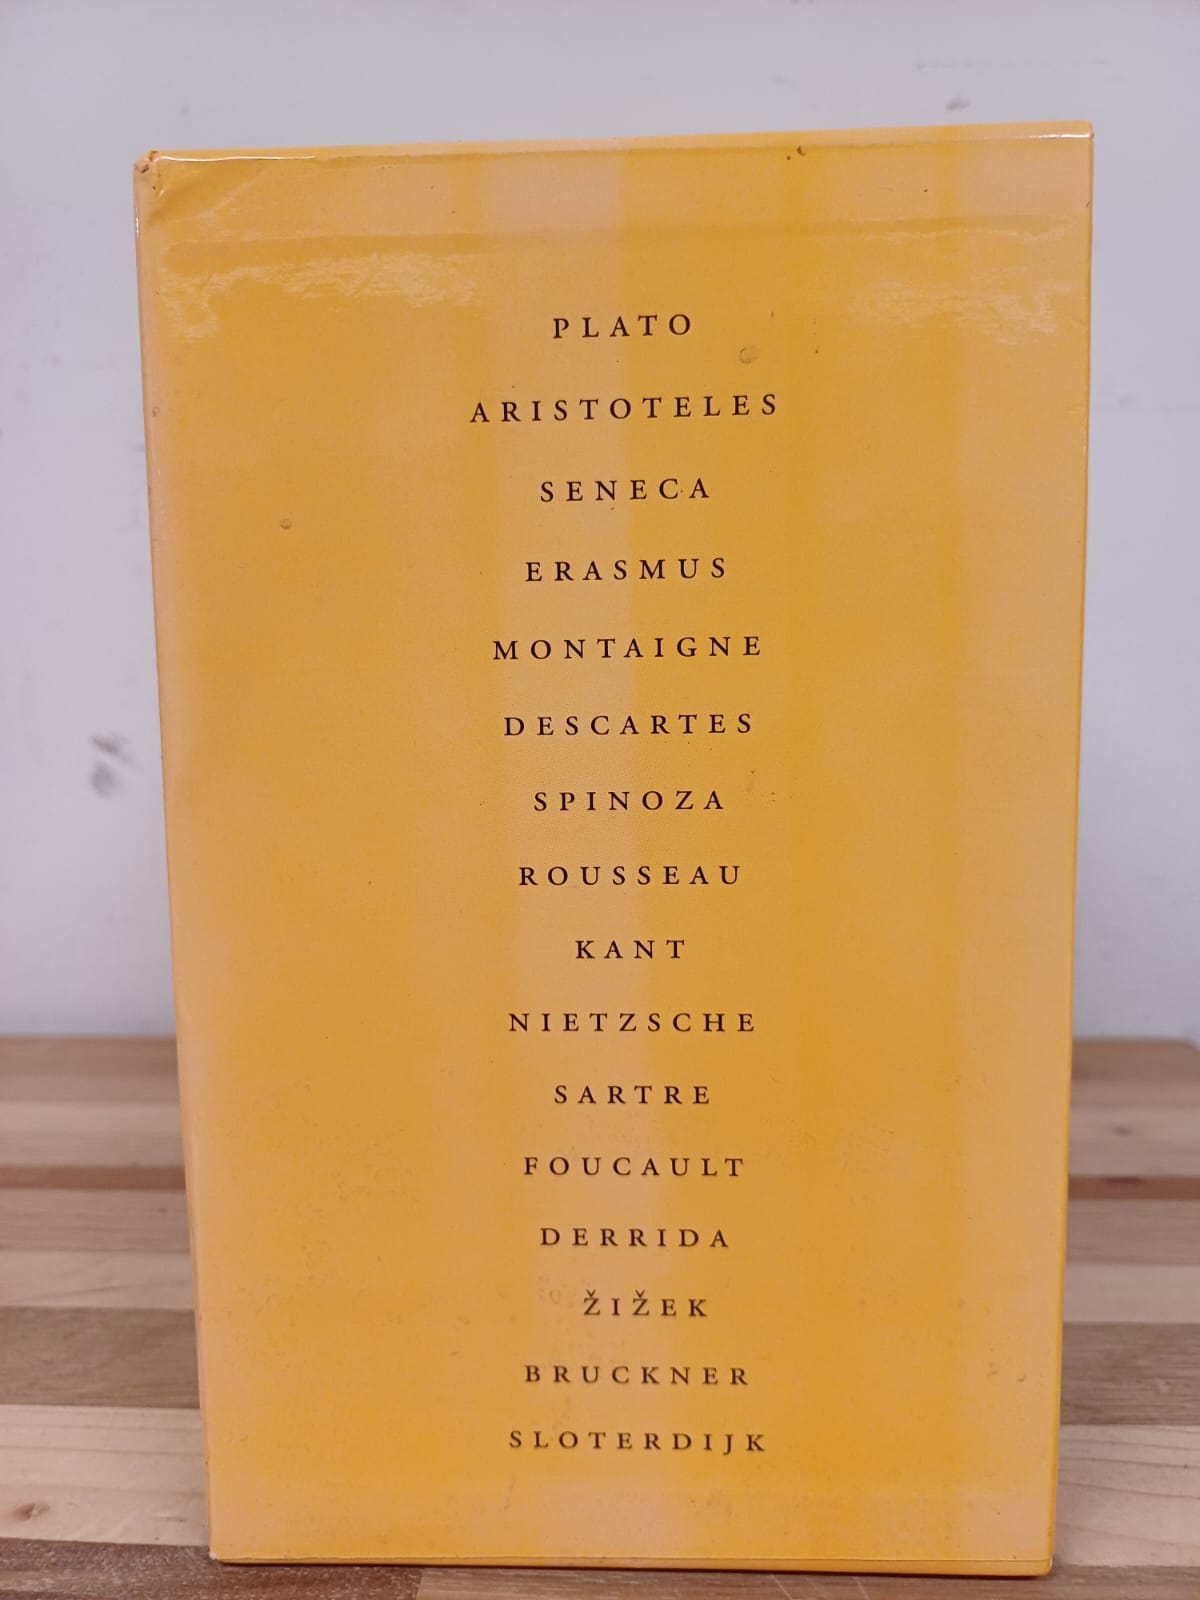 PLATO
ARISTOTELES
SENECA
ERASMUS
MONTAIGNE
DESCARTES
SPINOZA
ROUSSEAU
KANT
NIETZSCHE
SARTRE
FOUCAULT
DERRIDA
ŽIŽEK
BRUCKNER
SLOTERDIJK